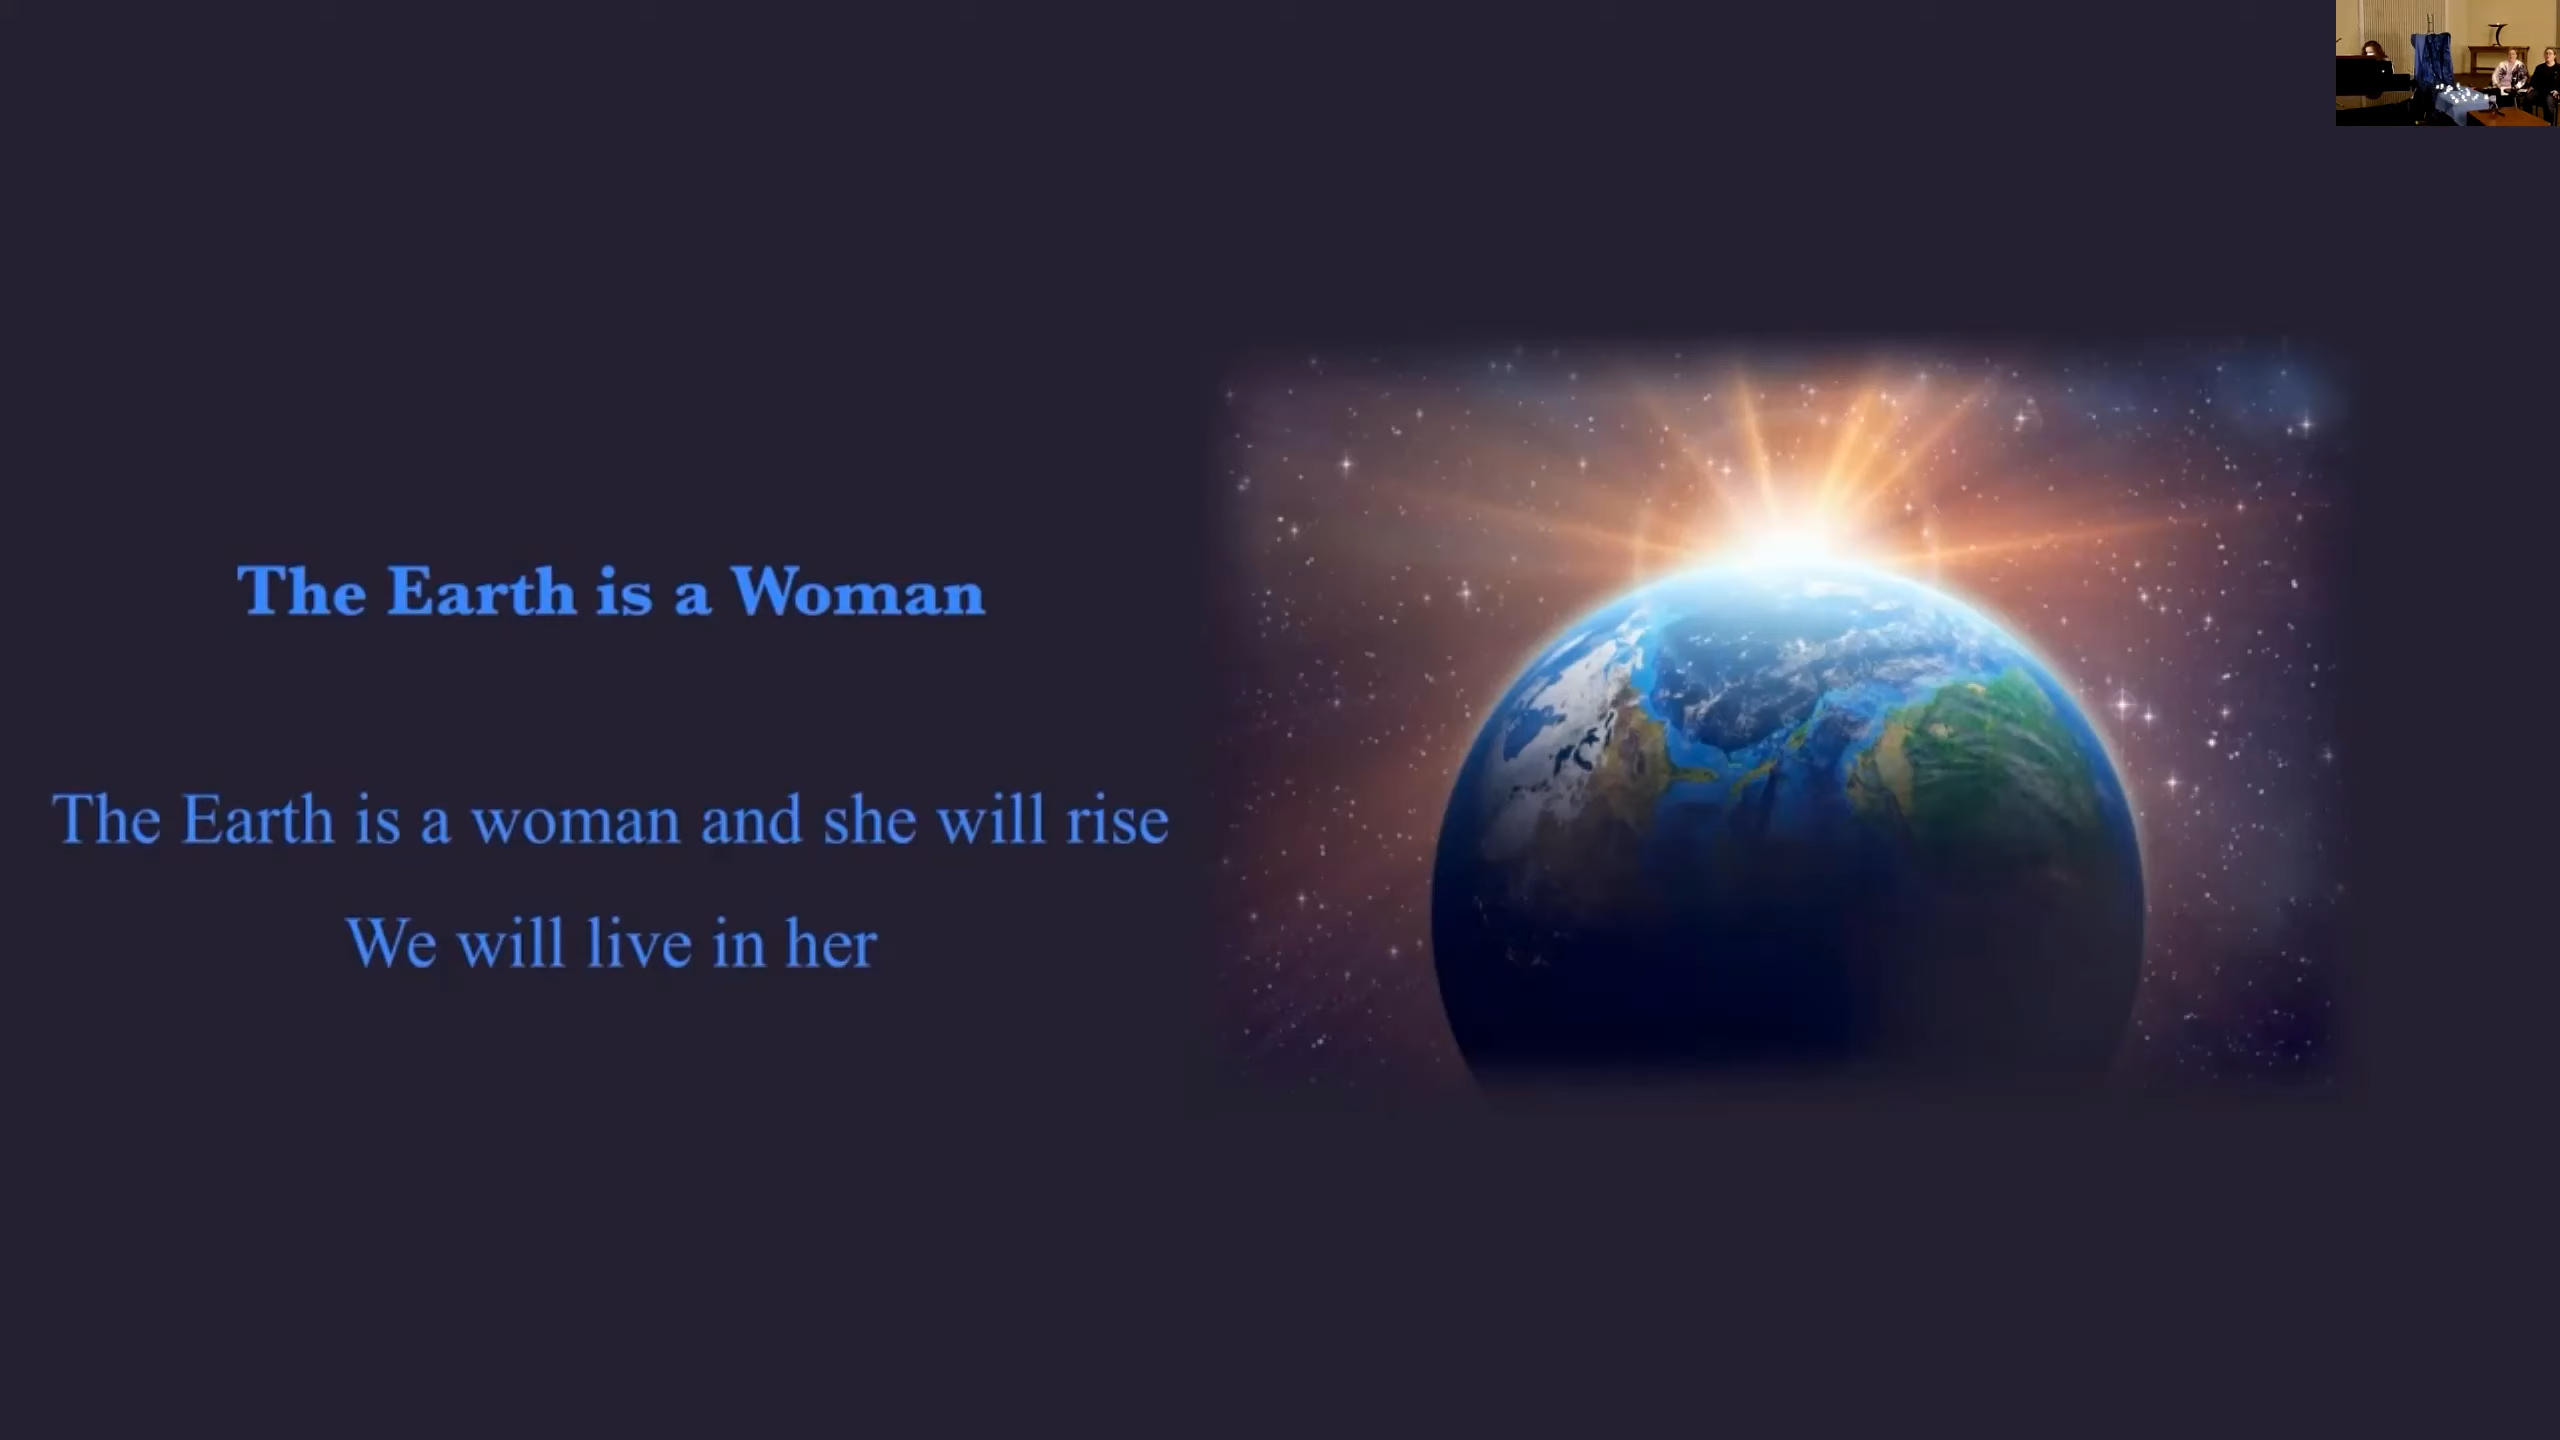 The Earth is a Woman
The Earth is a woman and she will rise
We will live in her